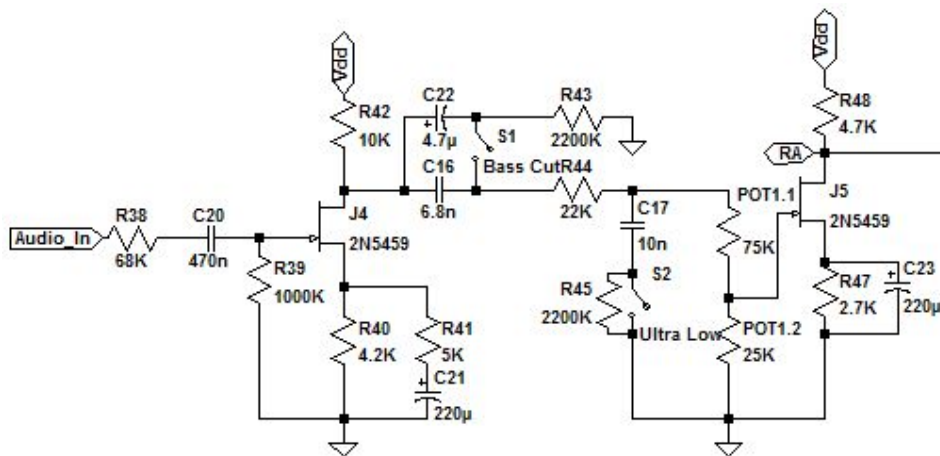 Vdd
R42
10K
C22
4.7µ
S1
Bass Cut
C16
6.8n
R43
2200K
R44
22K
Vdd
R48
4.7K
RA
J5
2N5459
POT1.1
75K
C17
10n
S2
Ultra Low
R45
2200K
POT1.2
25K
R47
2.7K
C23
220µ
Audio_In
R38
68K
C20
470n
J4
2N5459
R39
1000K
R40
4.2K
R41
5K
C21
220µ